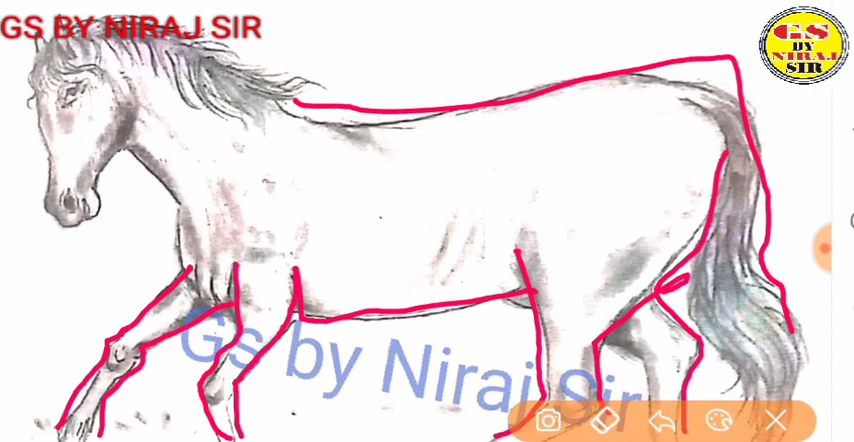 GS BY NIRAJ SIR
GS
BY
NIRAJ
SIR
Gs by Niraj Sir